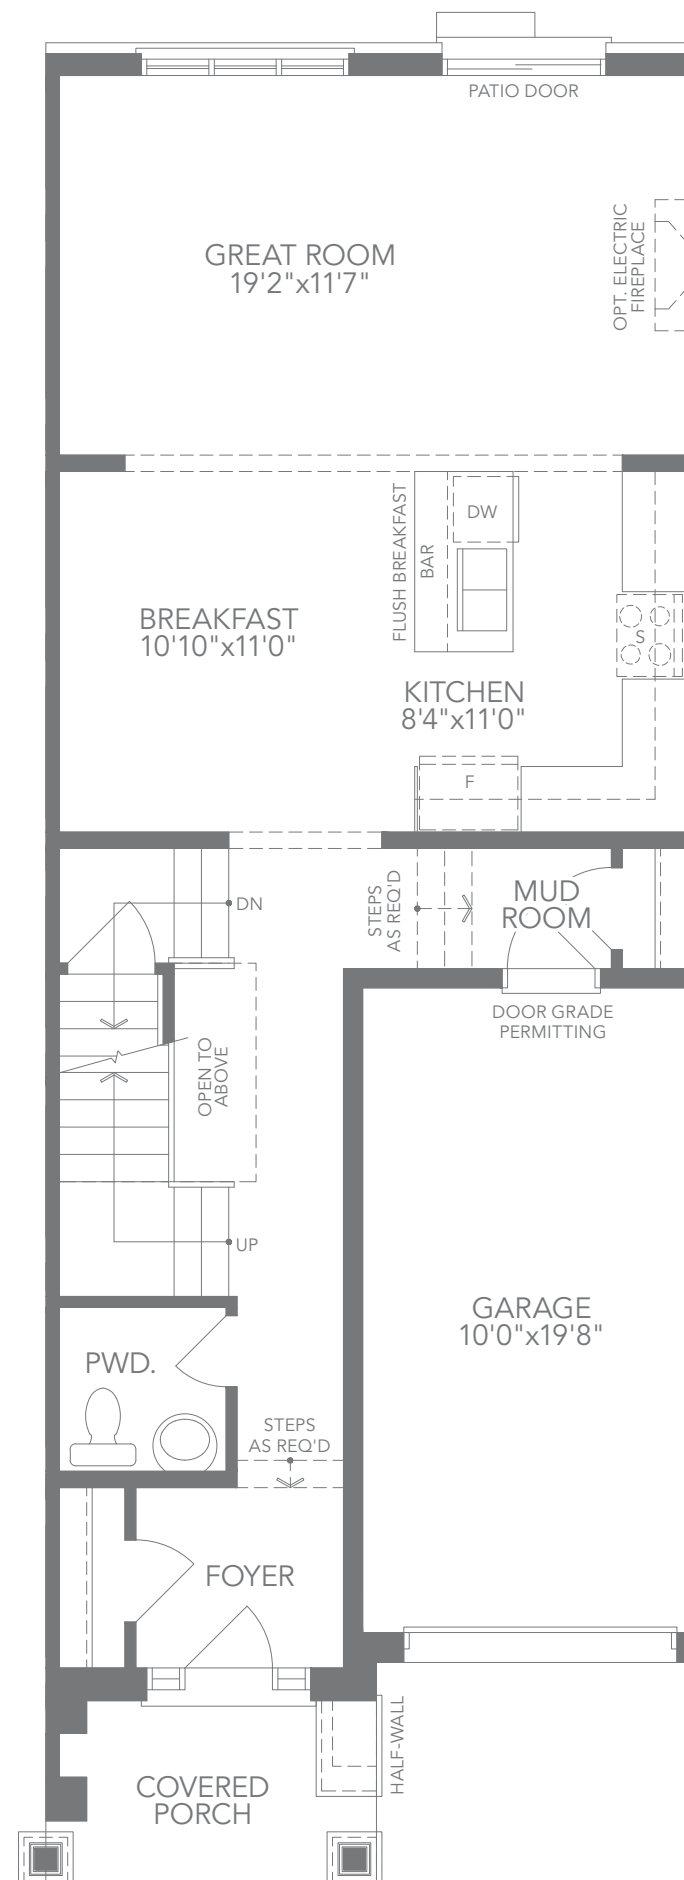 PATIO DOOR
GREAT ROOM
19'2"x11'7"
OPT. ELECTRIC
FIREPLACE
FLUSH BREAKFAST
BAR
DW
BREAKFAST
10'10"x11'0"
S
KITCHEN
8'4"x11'0"
F
DN
STEPS
AS REQ'D
MUD
ROOM
DOOR GRADE
PERMITTING
OPEN TO
ABOVE
UP
GARAGE
10'0"x19'8"
PWD.
STEPS
AS REQ'D
FOYER
HALF-WALL
COVERED
PORCH